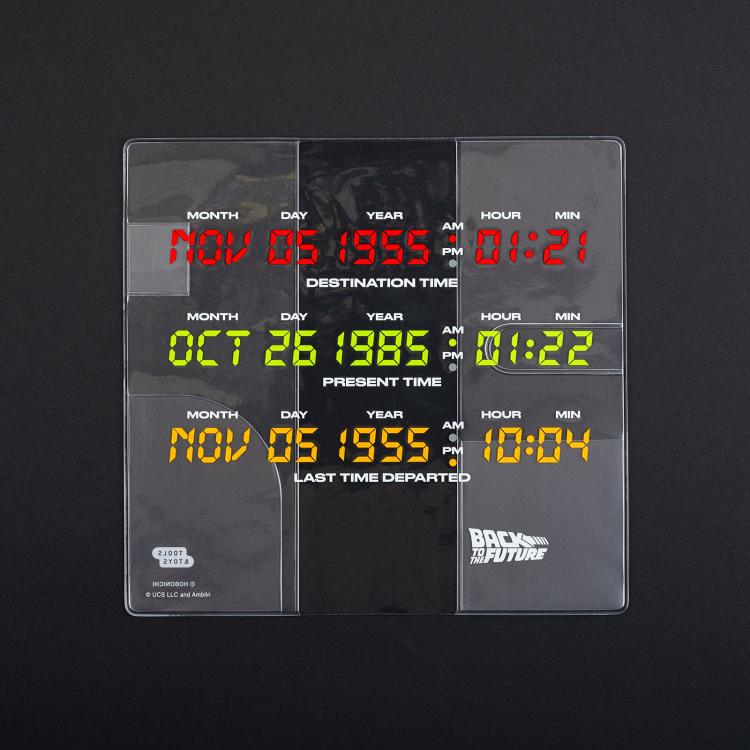 MONTH DAY YEAR HOUR MIN
AM
NOV 05 1955 : 01:21
PM
DESTINATION TIME
MONTH DAY YEAR HOUR MIN
AM
OCT 26 1985 : 01:22
PM
PRESENT TIME
MONTH DAY YEAR HOUR MIN
AM
NOV 05 1955 : 10:04
PM
LAST TIME DEPARTED
BACK
TO THE FUTURE
TOOLS
& TOYS
© HOBONICHI
© UCS LLC and Amblin